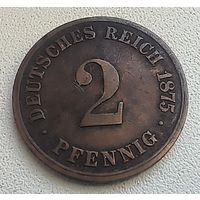 DEUTSCHES REICH 1875
2
PFENNIG